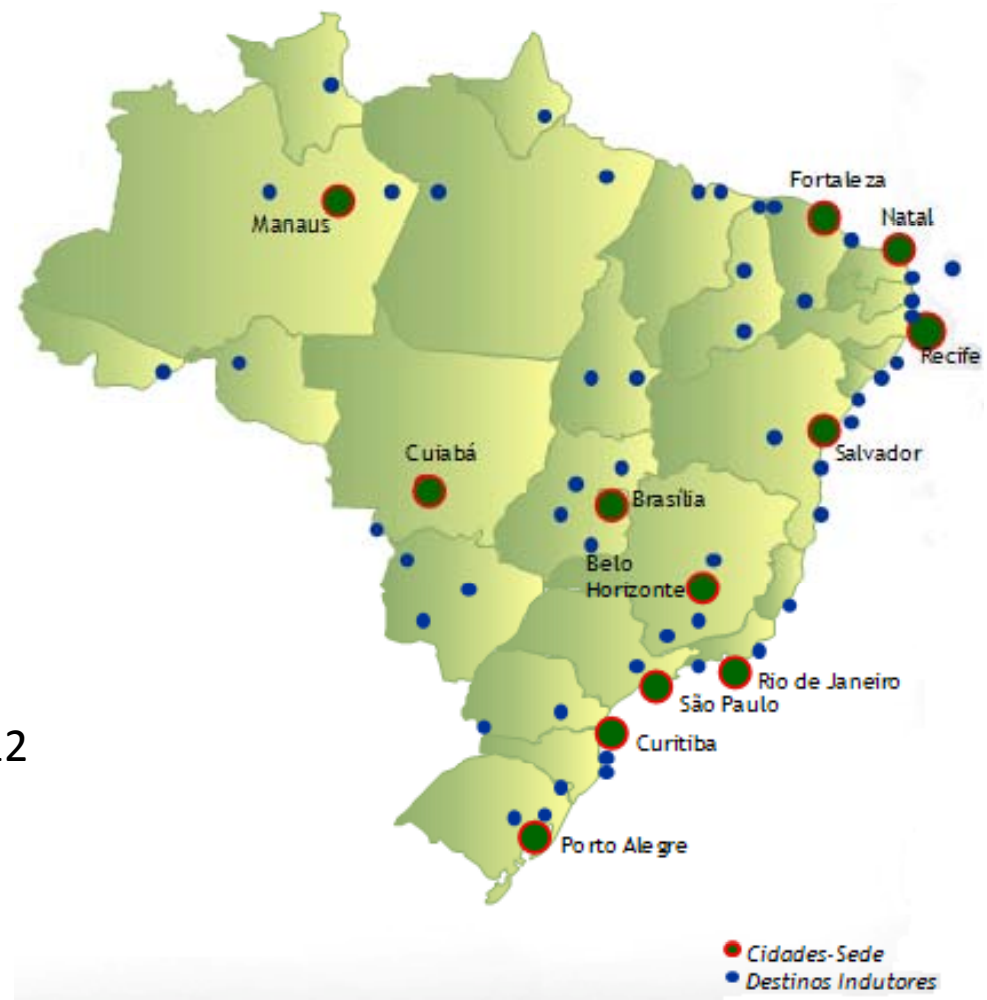 Fortaleza
Natal
Manaus
Recife
Cuiabá
Salvador
Brasília
Belo
Horizonte
Rio de Janeiro
São Paulo
Curitiba
Porto Alegre
Cidades-Sede
Destinos Indutores